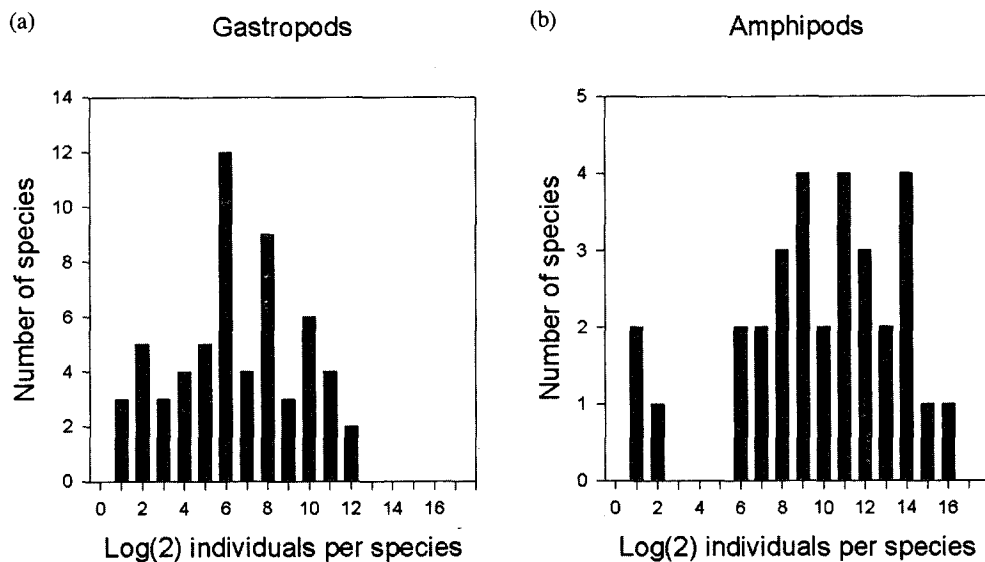 (a)
Gastropods
14
12
10
8
6
4
2
0
Number of species
0 2 4 6 8 10 12 14 16
Log(2) individuals per species
(b)
Amphipods
5
4
3
2
1
0
Number of species
0 2 4 6 8 10 12 14 16
Log(2) individuals per species